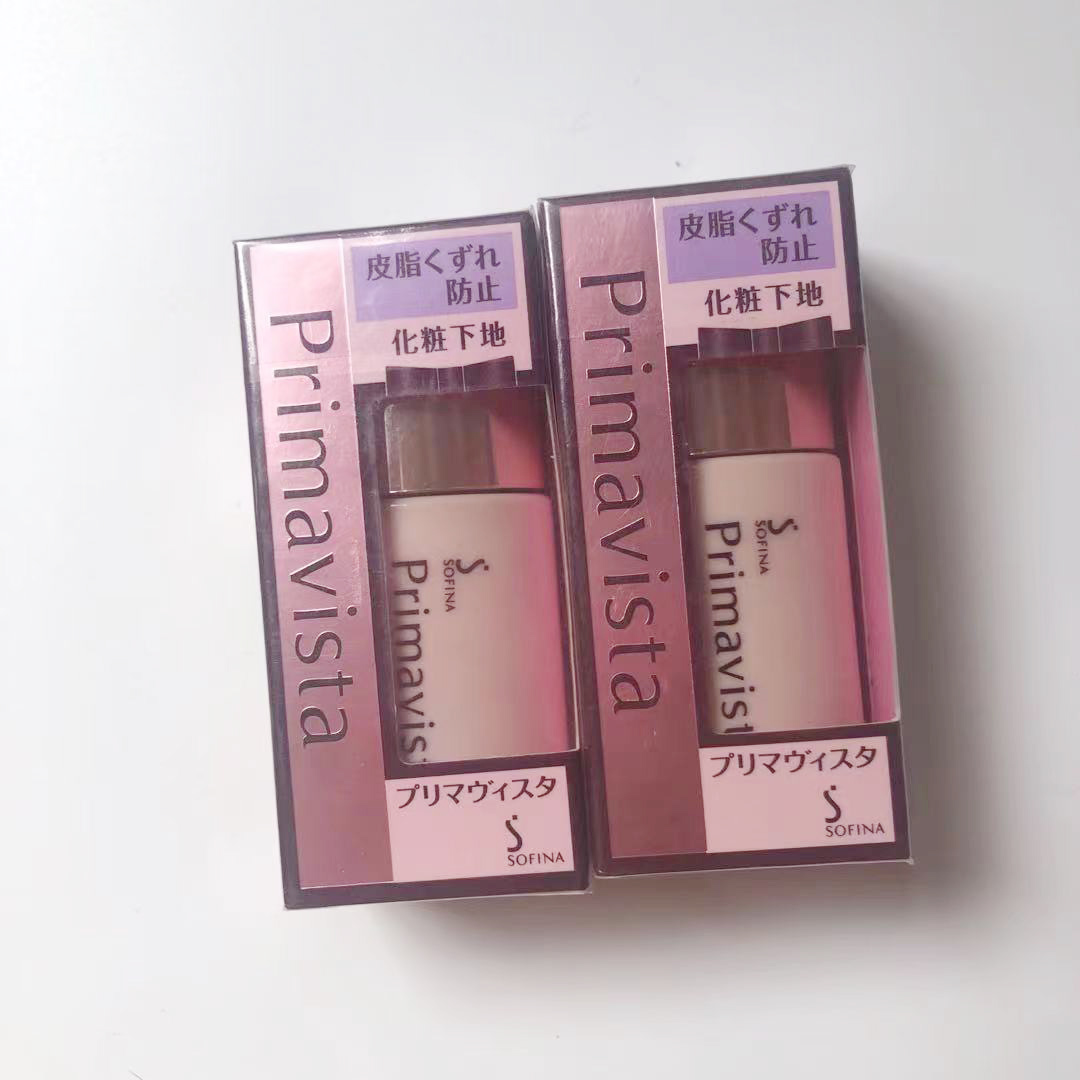 Primavista
皮脂くずれ
防止
化粧下地
SOFINA
Primavis
プリマヴィスタ
SOFINA
Primavista
皮脂くずれ
防止
化粧下地
SOFINA
Primavist
プリマヴィスタ
SOFINA